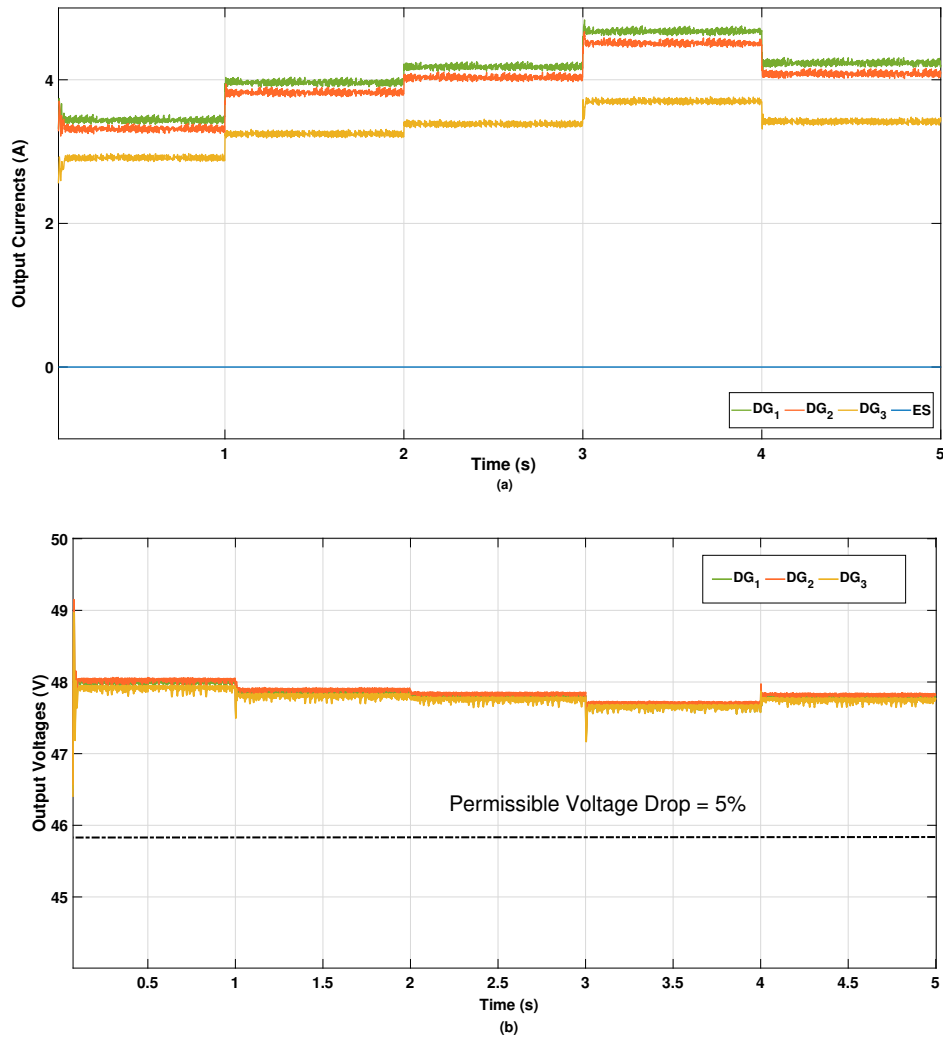 4
2
0
Output Currencts (A)
DG1 DG2 DG3 ES
1 2 3 4 5
Time (s)
(a)
50
49
48
47
46
45
Output Voltages (V)
DG1 DG2 DG3
Permissible Voltage Drop = 5%
0.5 1 1.5 2 2.5 3 3.5 4 4.5 5
Time (s)
(b)